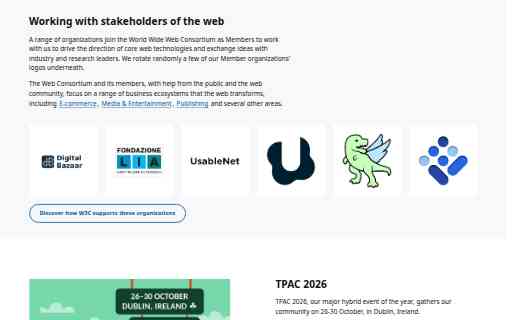 Working with stakeholders of the web
A range of organizations join the World Wide Web Consortium as Members to work
with us to drive the direction of core web technologies and exchange ideas with
industry and research leaders. We rotate randomly a few of our Member organizations'
logos underneath.
The Web Consortium and its members, with help from the public and the web
community, focus on a range of business ecosystems that the web transforms,
including E-commerce, Media & Entertainment, Publishing and several other areas.
Digital
Bazaar
FONDAZIONE
LIA
UsableNet
Discover how W3C supports these organizations
26-30 OCTOBER
DUBLIN, IRELAND
TPAC 2026
TPAC 2026, our major hybrid event of the year, gathers our
community on 26-30 October, in Dublin, Ireland.